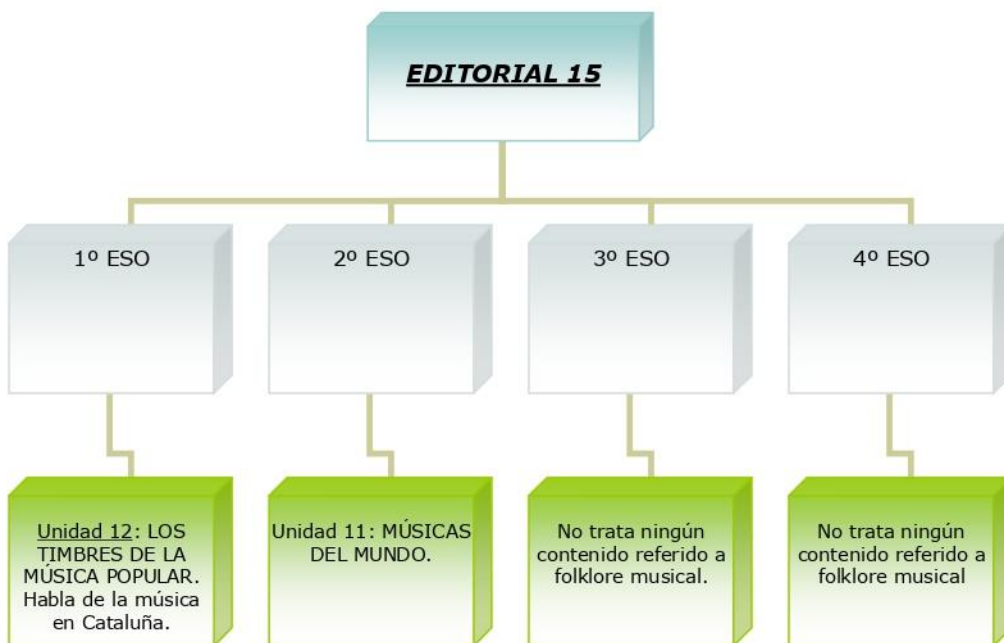 EDITORIAL 15
1º ESO
2º ESO
3º ESO
4º ESO
Unidad 12: LOS
TIMBRES DE LA
MÚSICA POPULAR.
Habla de la música
en Cataluña.
Unidad 11: MÚSICAS
DEL MUNDO.
No trata ningún
contenido referido a
folklore musical.
No trata ningún
contenido referido a
folklore musical